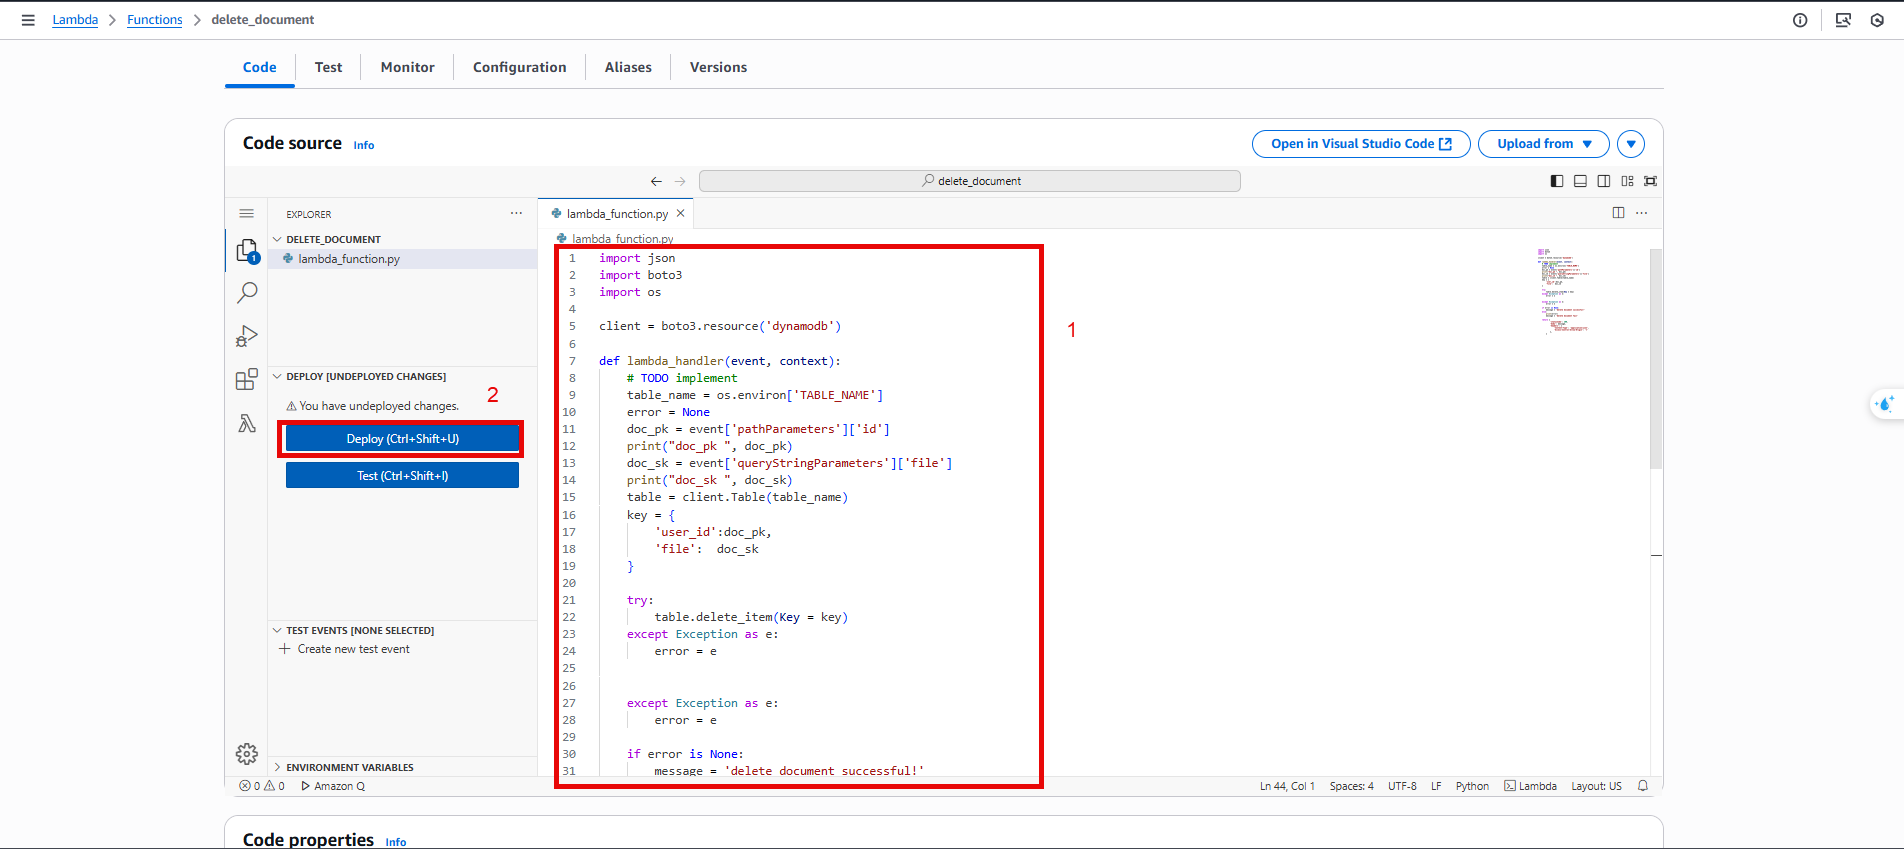 Lambda > Functions > delete_document
Code
Test
Monitor
Configuration
Aliases
Versions
Code source Info
Open in Visual Studio Code
Upload from
delete_document
EXPLORER
DELETE_DOCUMENT
lambda_function.py
DEPLOY [UNDEPLOYED CHANGES]
You have undeployed changes.
2
Deploy (Ctrl+Shift+U)
Test (Ctrl+Shift+I)
TEST EVENTS [NONE SELECTED]
Create new test event
ENVIRONMENT VARIABLES
lambda_function.py
lambda_function.py
1 import json
2 import boto3
3 import os
4
5 client = boto3.resource('dynamodb')
6
7 def lambda_handler(event, context):
8 # TODO implement
9 table_name = os.environ['TABLE_NAME']
10 error = None
11 doc_pk = event['pathParameters']['id']
12 print("doc_pk ", doc_pk)
13 doc_sk = event['queryStringParameters']['file']
14 print("doc_sk ", doc_sk)
15 table = client.Table(table_name)
16 key = {
17 'user_id':doc_pk,
18 'file': doc_sk
19 }
20
21 try:
22 table.delete_item(Key = key)
23 except Exception as e:
24 error = e
25
26
27 except Exception as e:
28 error = e
29
30 if error is None:
31 message = 'delete document successful!'
1
1
0 0
Amazon Q
Ln 44, Col 1
Spaces: 4
UTF-8
LF
Python
Lambda
Layout: US
Code properties Info